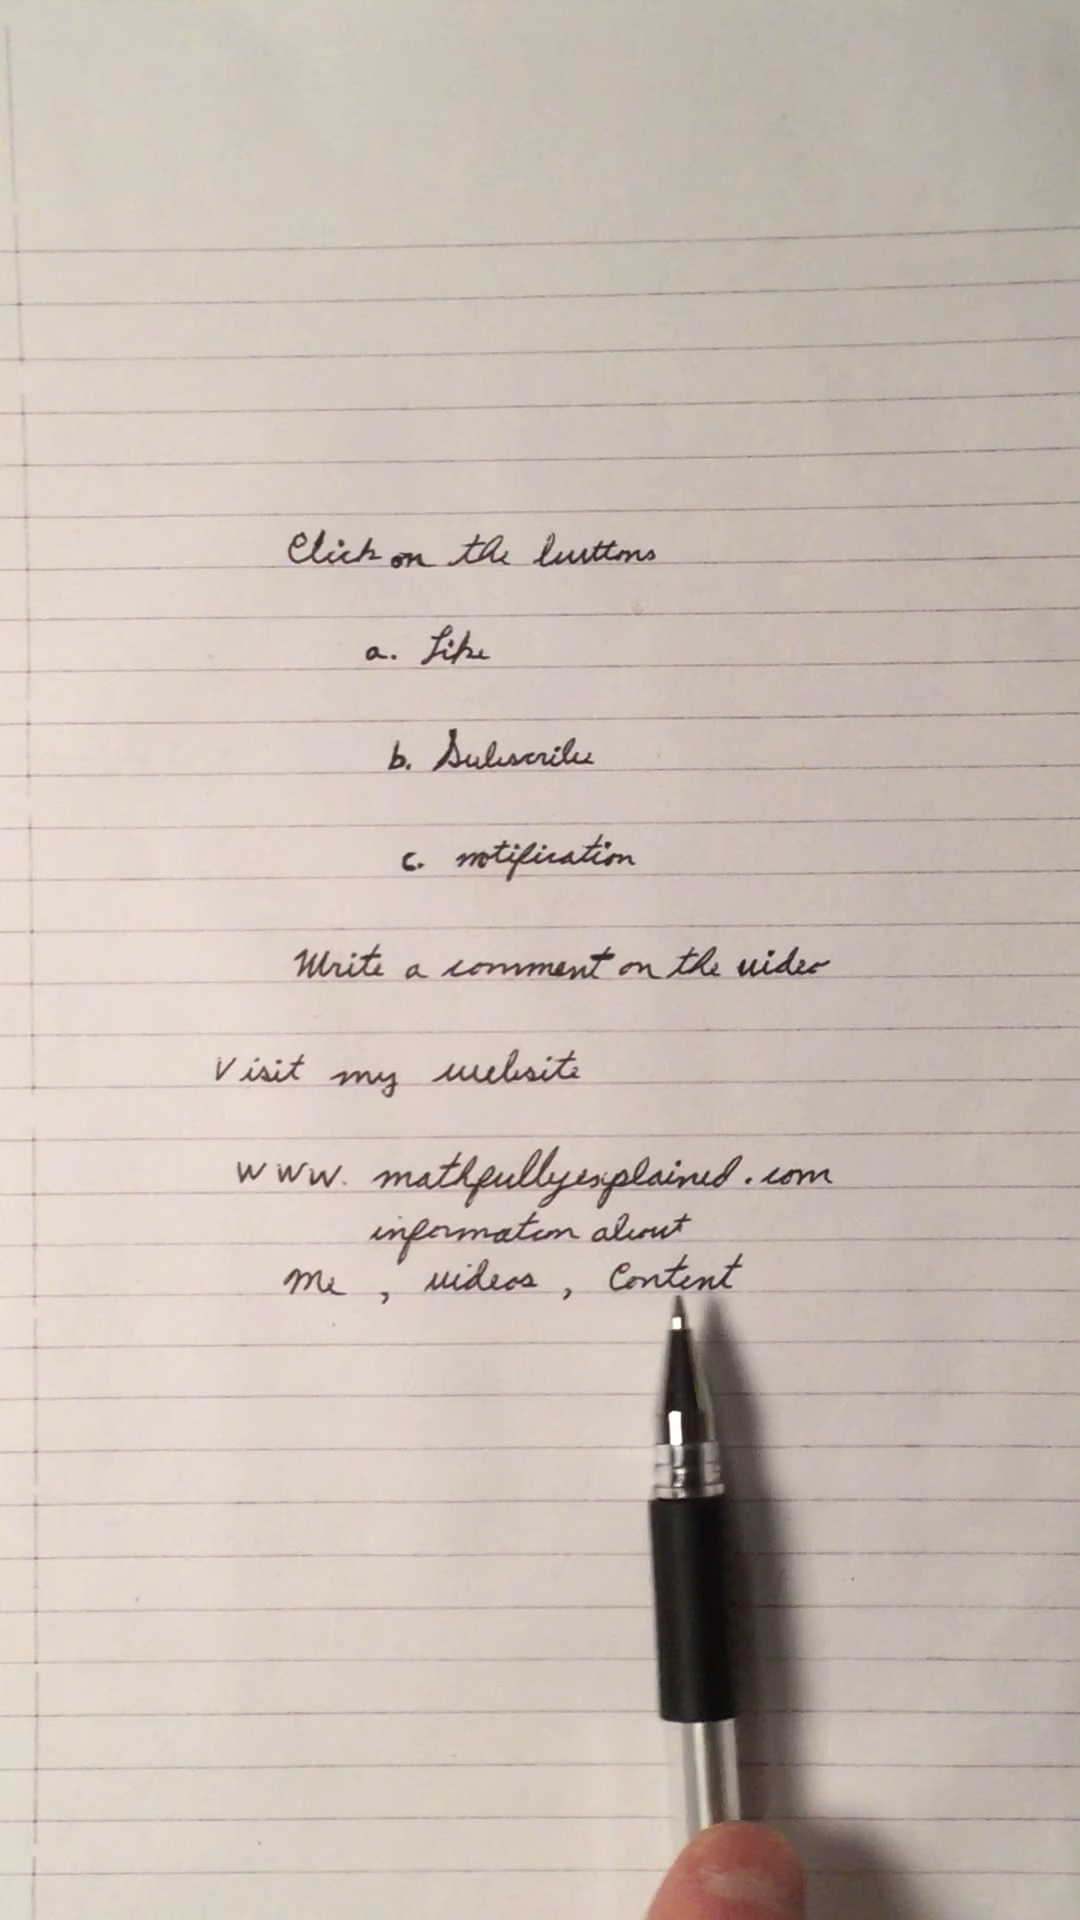 Click on the buttons
a. Like
b. Subscribe
c. notification
Write a comment on the video
Visit my website
www. mathfullyexplained.com
information about
Me, videos, Content